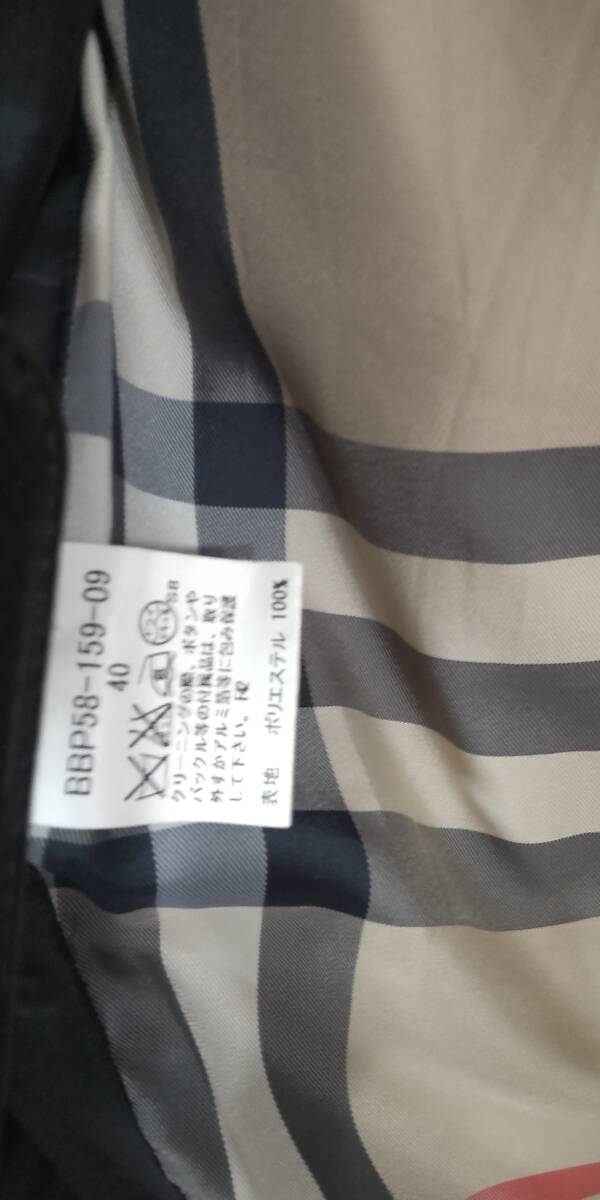 BBP58-159-09
40
クリーニングの際、ボタンや
バックル等の付属品は、取り
外すかアルミ箔等に包み保護
して下さい。H2
表地 ポリエステル 100%